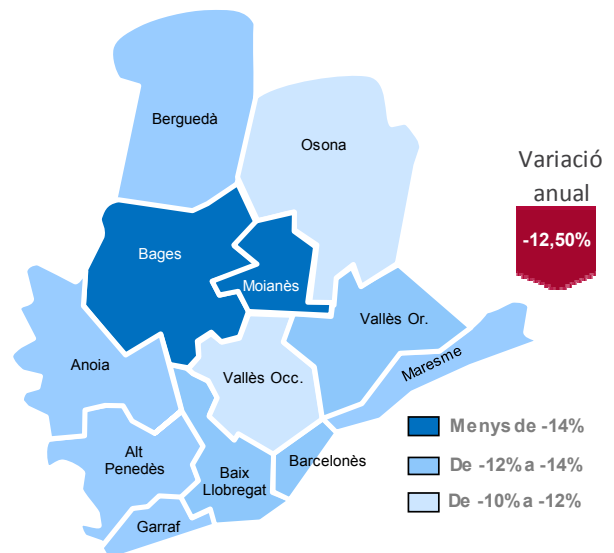 Berguedà
Osona
Variació
anual
-12,50%
Bages
Moianès
Vallès Or.
Maresme
Anoia
Vallès Occ.
Menys de -14%
Alt
Penedès
Baix
Llobregat
Barcelonès
De -12% a -14%
De -10% a -12%
Garraf